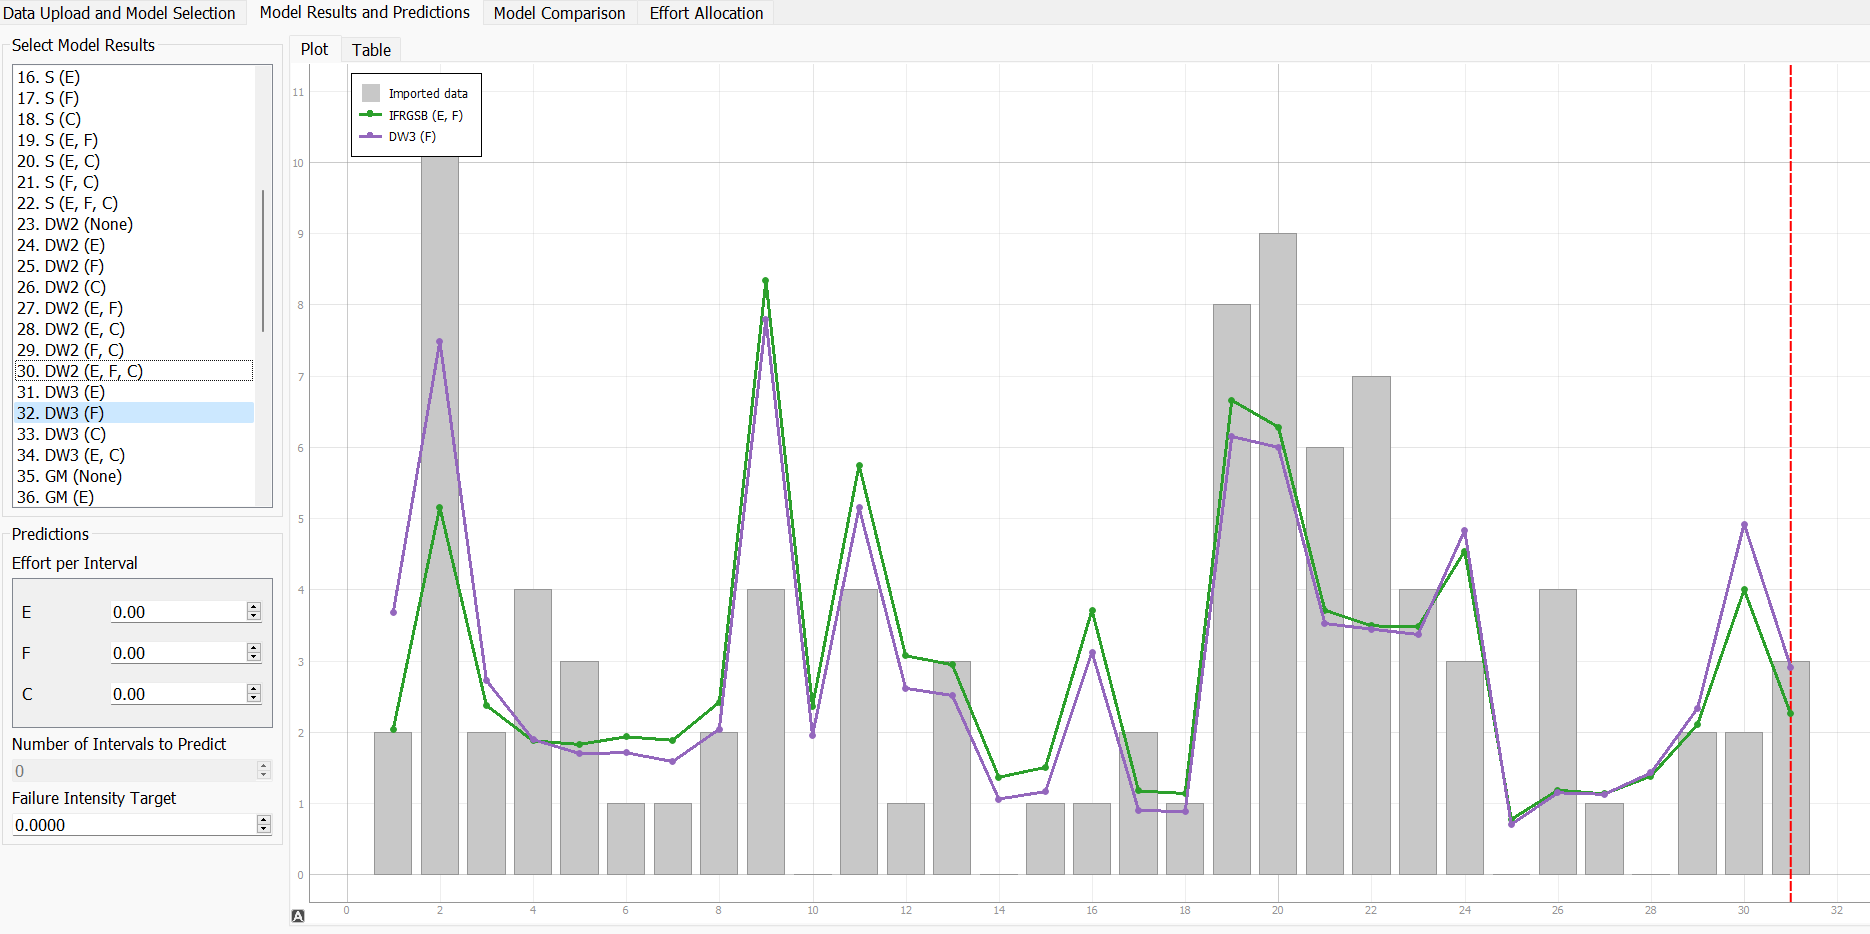 Data Upload and Model Selection
Model Results and Predictions
Model Comparison
Effort Allocation
Select Model Results
16. S (E)
17. S (F)
18. S (C)
19. S (E, F)
20. S (E, C)
21. S (F, C)
22. S (E, F, C)
23. DW2 (None)
24. DW2 (E)
25. DW2 (F)
26. DW2 (C)
27. DW2 (E, F)
28. DW2 (E, C)
29. DW2 (F, C)
30. DW2 (E, F, C)
31. DW3 (E)
32. DW3 (F)
33. DW3 (C)
34. DW3 (E, C)
35. GM (None)
36. GM (E)
Predictions
Effort per Interval
E 0.00
F 0.00
C 0.00
Number of Intervals to Predict
0
Failure Intensity Target
0.0000
Plot
Table
Imported data
IFRGSB (E, F)
DW3 (F)
11
10
9
8
7
6
5
4
3
2
1
0
A
0 2 4 6 8 10 12 14 16 18 20 22 24 26 28 30 32